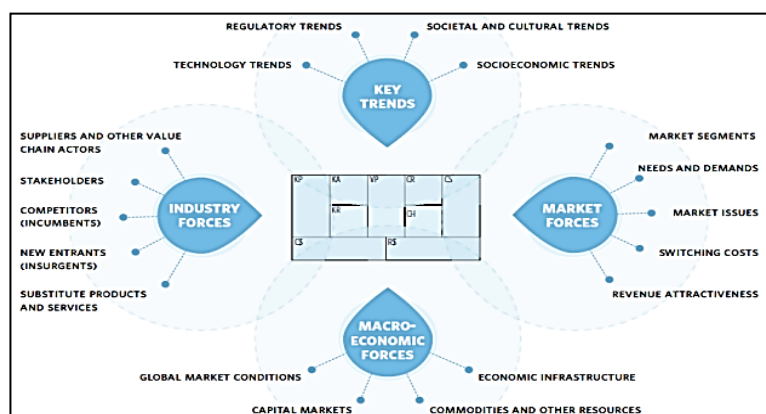 REGULATORY TRENDS
SOCIETAL AND CULTURAL TRENDS
TECHNOLOGY TRENDS
SOCIOECONOMIC TRENDS
KEY
TRENDS
SUPPLIERS AND OTHER VALUE
CHAIN ACTORS
STAKEHOLDERS
COMPETITORS
(INCUMBENTS)
NEW ENTRANTS
(INSURGENTS)
SUBSTITUTE PRODUCTS
AND SERVICES
INDUSTRY
FORCES
KP
KA
VP
CR
CS
KR
CH
C$
R$
MARKET
FORCES
MARKET SEGMENTS
NEEDS AND DEMANDS
MARKET ISSUES
SWITCHING COSTS
REVENUE ATTRACTIVENESS
MACRO-
ECONOMIC
FORCES
GLOBAL MARKET CONDITIONS
ECONOMIC INFRASTRUCTURE
CAPITAL MARKETS
COMMODITIES AND OTHER RESOURCES